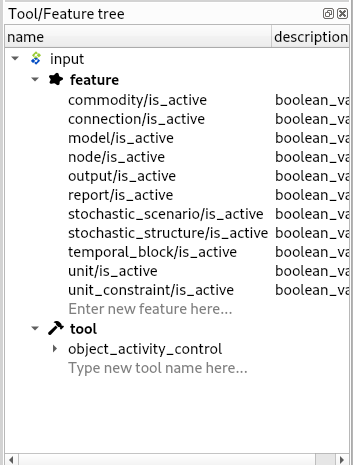 Tool/Feature tree
name description
input
feature
commodity/is_active boolean_va
connection/is_active boolean_va
model/is_active boolean_va
node/is_active boolean_va
output/is_active boolean_va
report/is_active boolean_va
stochastic_scenario/is_active boolean_va
stochastic_structure/is_active boolean_va
temporal_block/is_active boolean_va
unit/is_active boolean_va
unit_constraint/is_active boolean_va
Enter new feature here...
tool
object_activity_control
Type new tool name here...